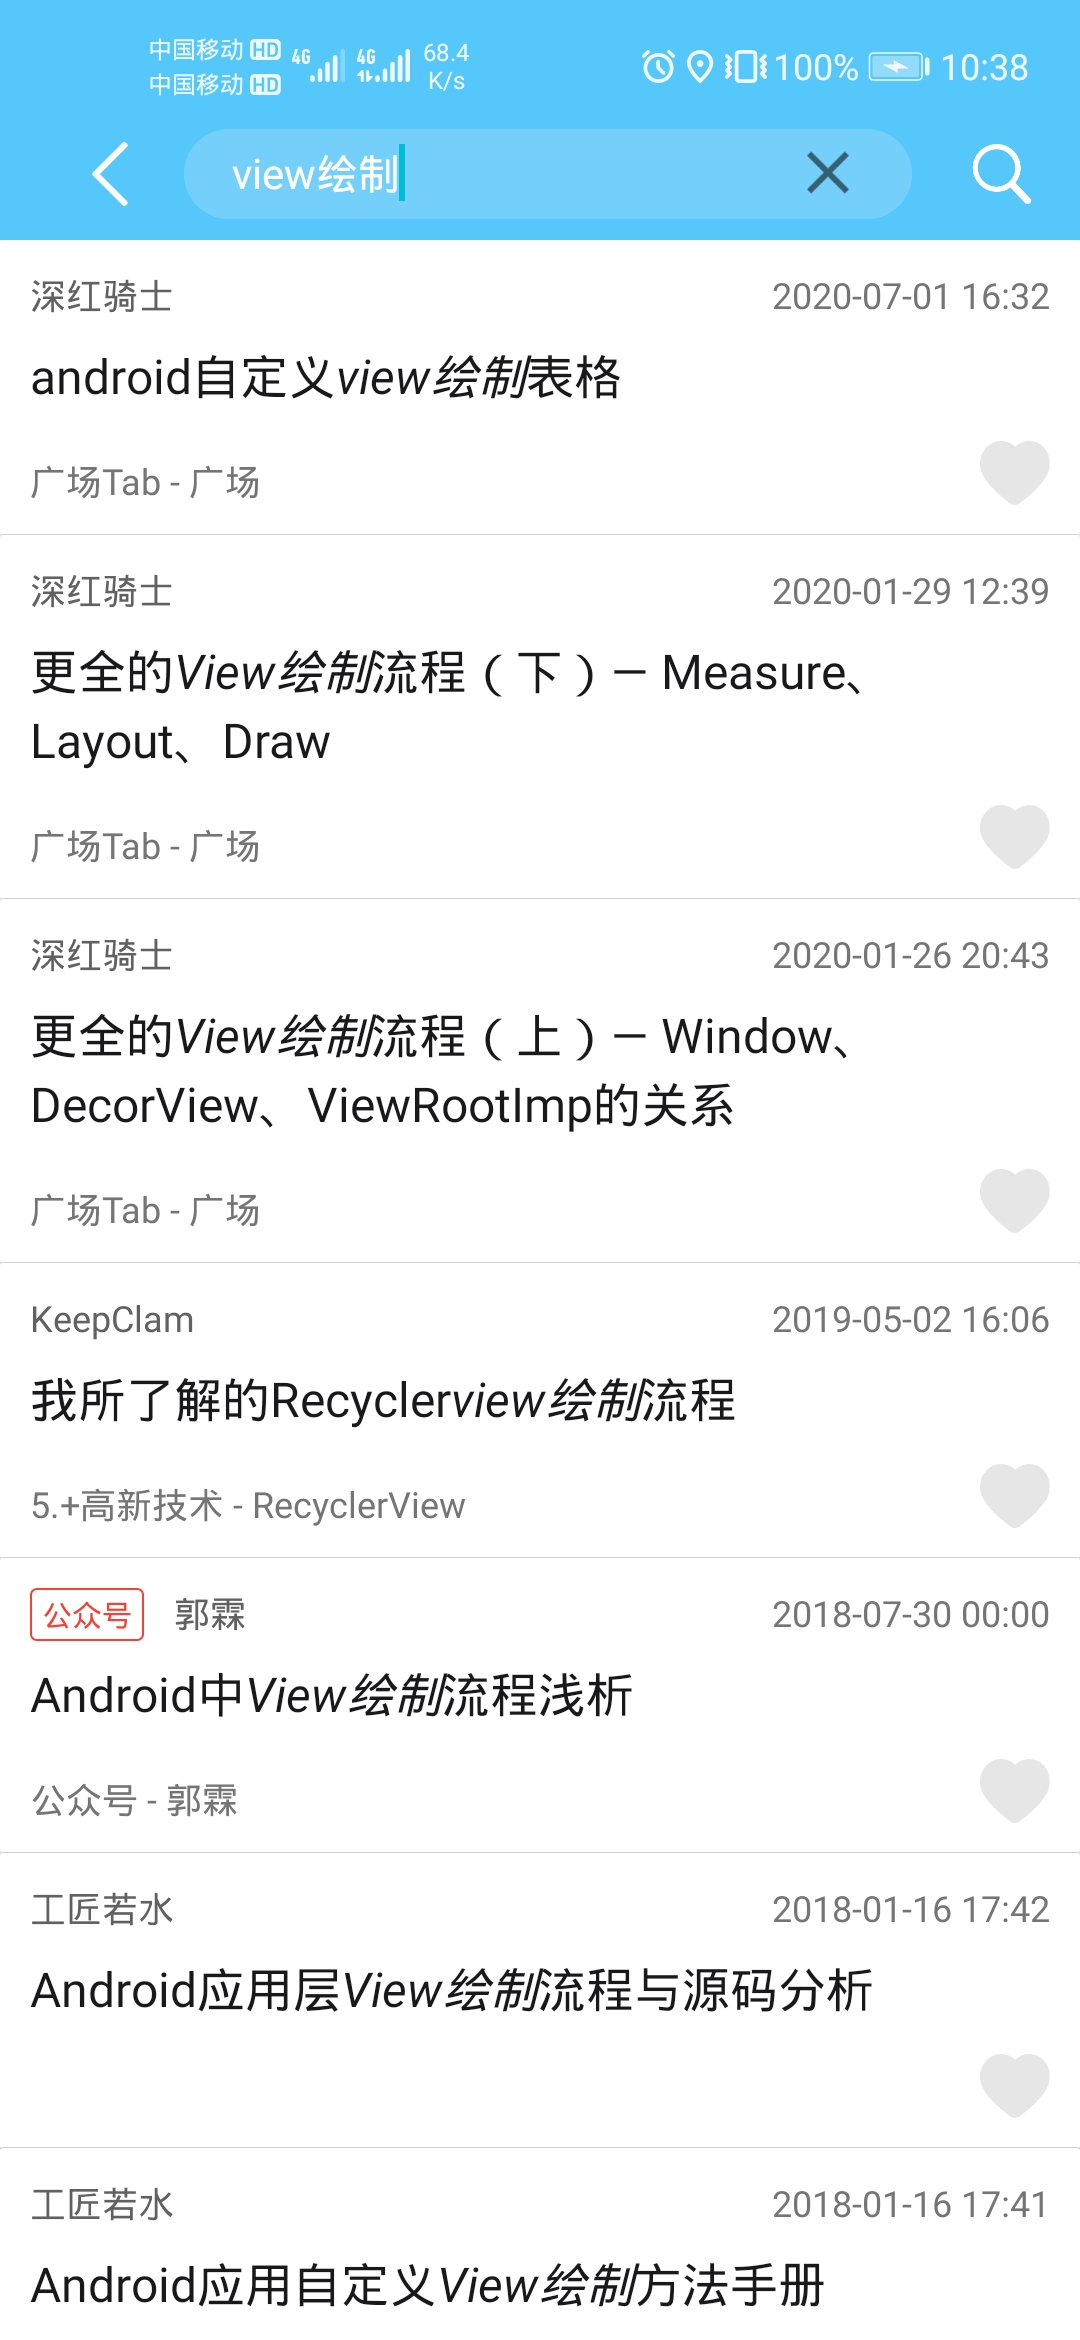 中国移动 HD 4G 4G 68.4 100% 10:38
中国移动 HD K/s
view绘制
深红骑士 2020-07-01 16:32
android自定义view绘制表格
广场Tab - 广场
深红骑士 2020-01-29 12:39
更全的View绘制流程（下）— Measure、
Layout、Draw
广场Tab - 广场
深红骑士 2020-01-26 20:43
更全的View绘制流程（上）— Window、
DecorView、ViewRootImp的关系
广场Tab - 广场
KeepClam 2019-05-02 16:06
我所了解的Recyclerview绘制流程
5.+高新技术 - RecyclerView
公众号 郭霖 2018-07-30 00:00
Android中View绘制流程浅析
公众号 - 郭霖
工匠若水 2018-01-16 17:42
Android应用层View绘制流程与源码分析
工匠若水 2018-01-16 17:41
Android应用自定义View绘制方法手册